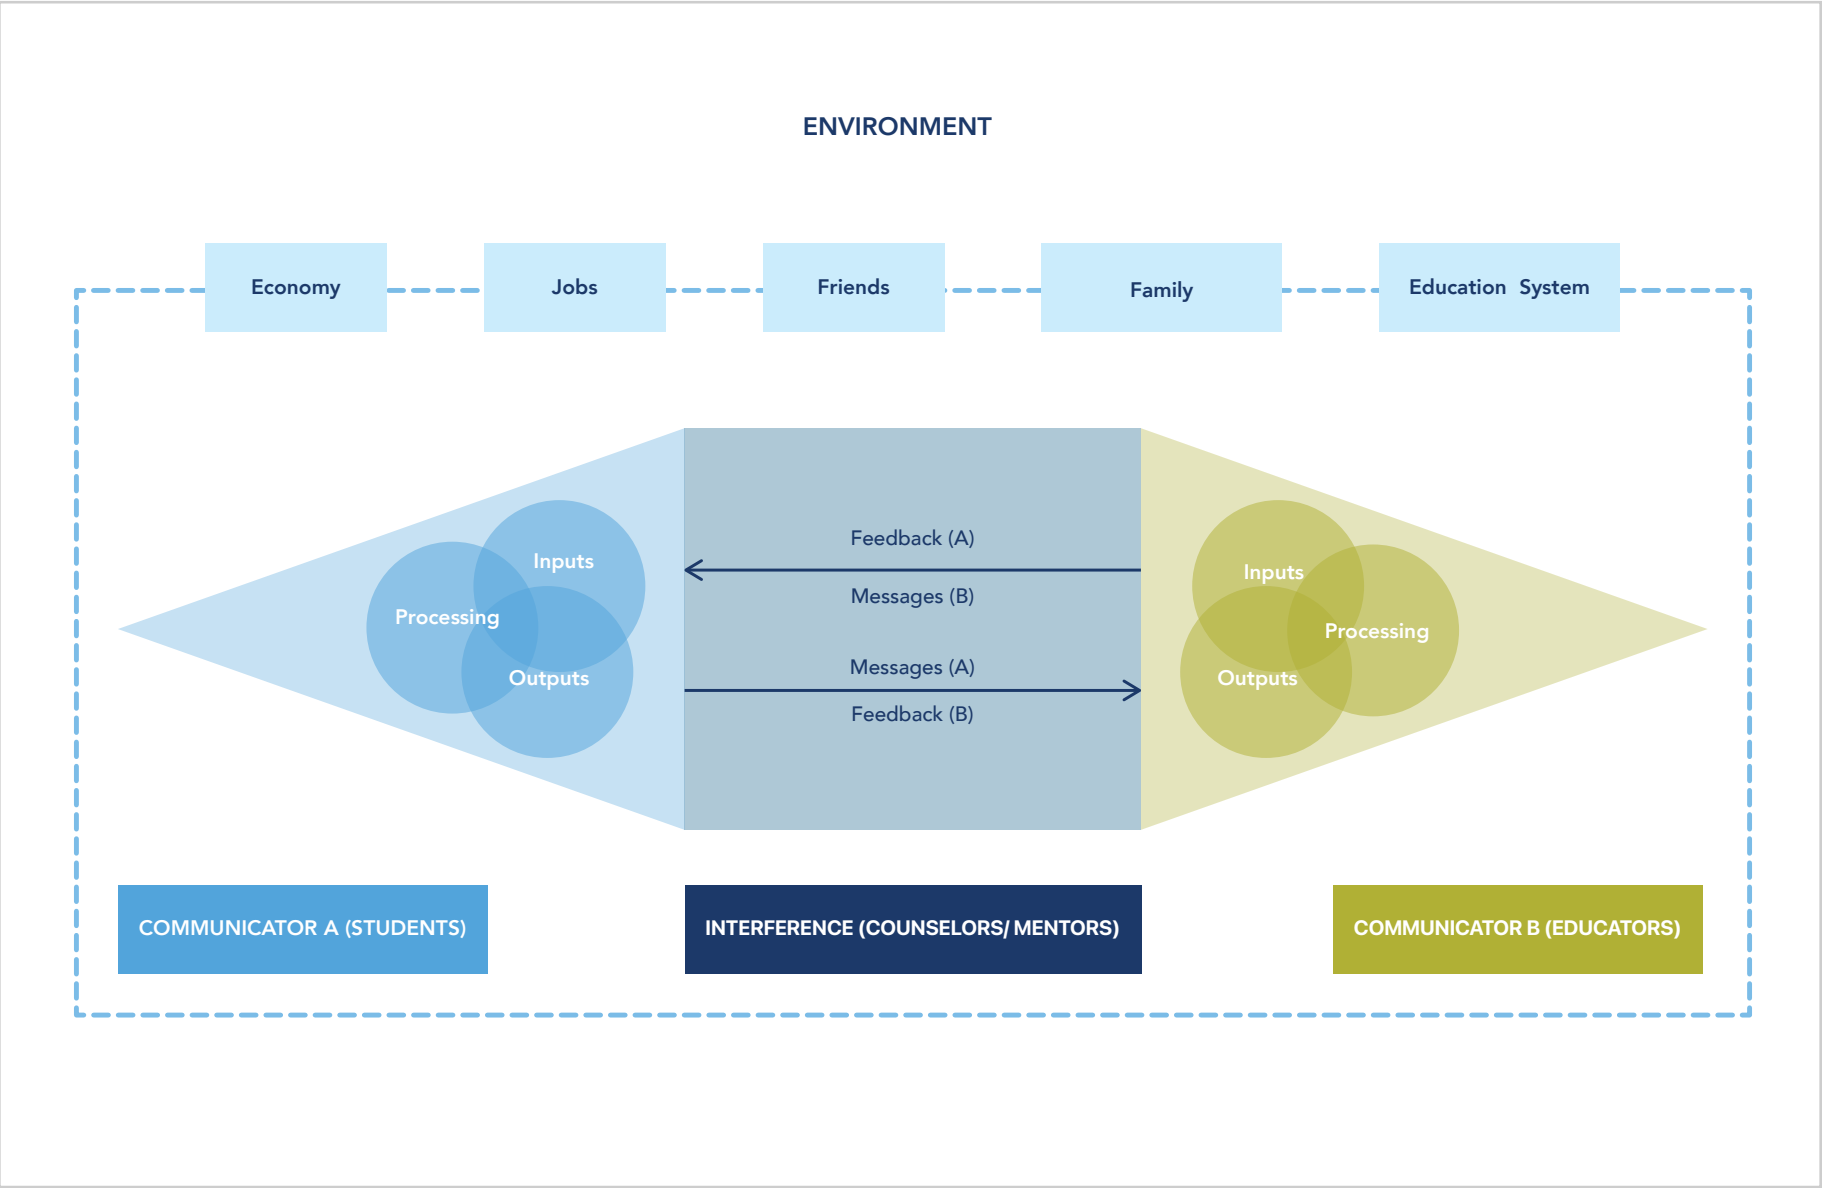 ENVIRONMENT
Economy
Jobs
Friends
Family
Education System
Inputs
Processing
Outputs
Feedback (A)
Messages (B)
Messages (A)
Feedback (B)
Inputs
Processing
Outputs
COMMUNICATOR A (STUDENTS)
INTERFERENCE (COUNSELORS/ MENTORS)
COMMUNICATOR B (EDUCATORS)